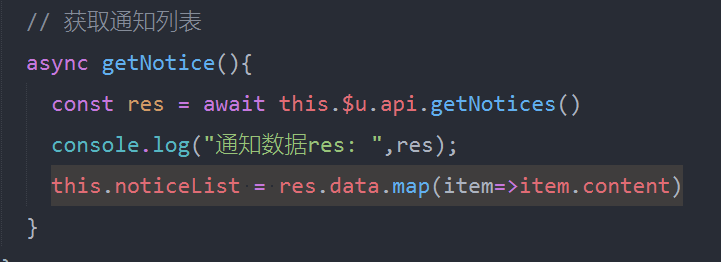 // 获取通知列表
async getNotice(){
const res = await this.$u.api.getNotices()
console.log("通知数据res: ",res);
this.noticeList = res.data.map(item=>item.content)
}